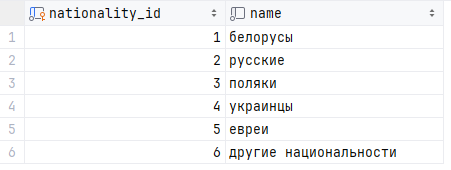 nationality_id name
1 1 белорусы
2 2 русские
3 3 поляки
4 4 украинцы
5 5 евреи
6 6 другие национальности